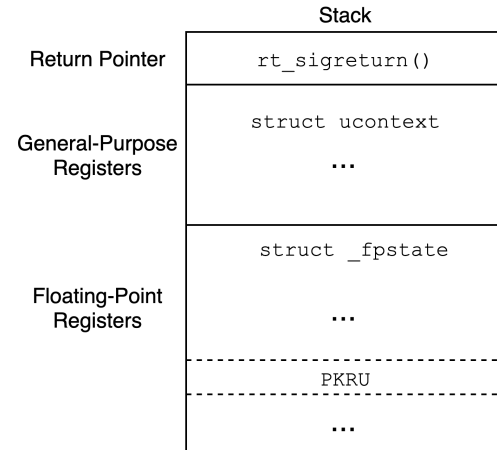 Stack
Return Pointer
rt_sigreturn()
General-Purpose
Registers
struct ucontext
...
Floating-Point
Registers
struct _fpstate
...
PKRU
...